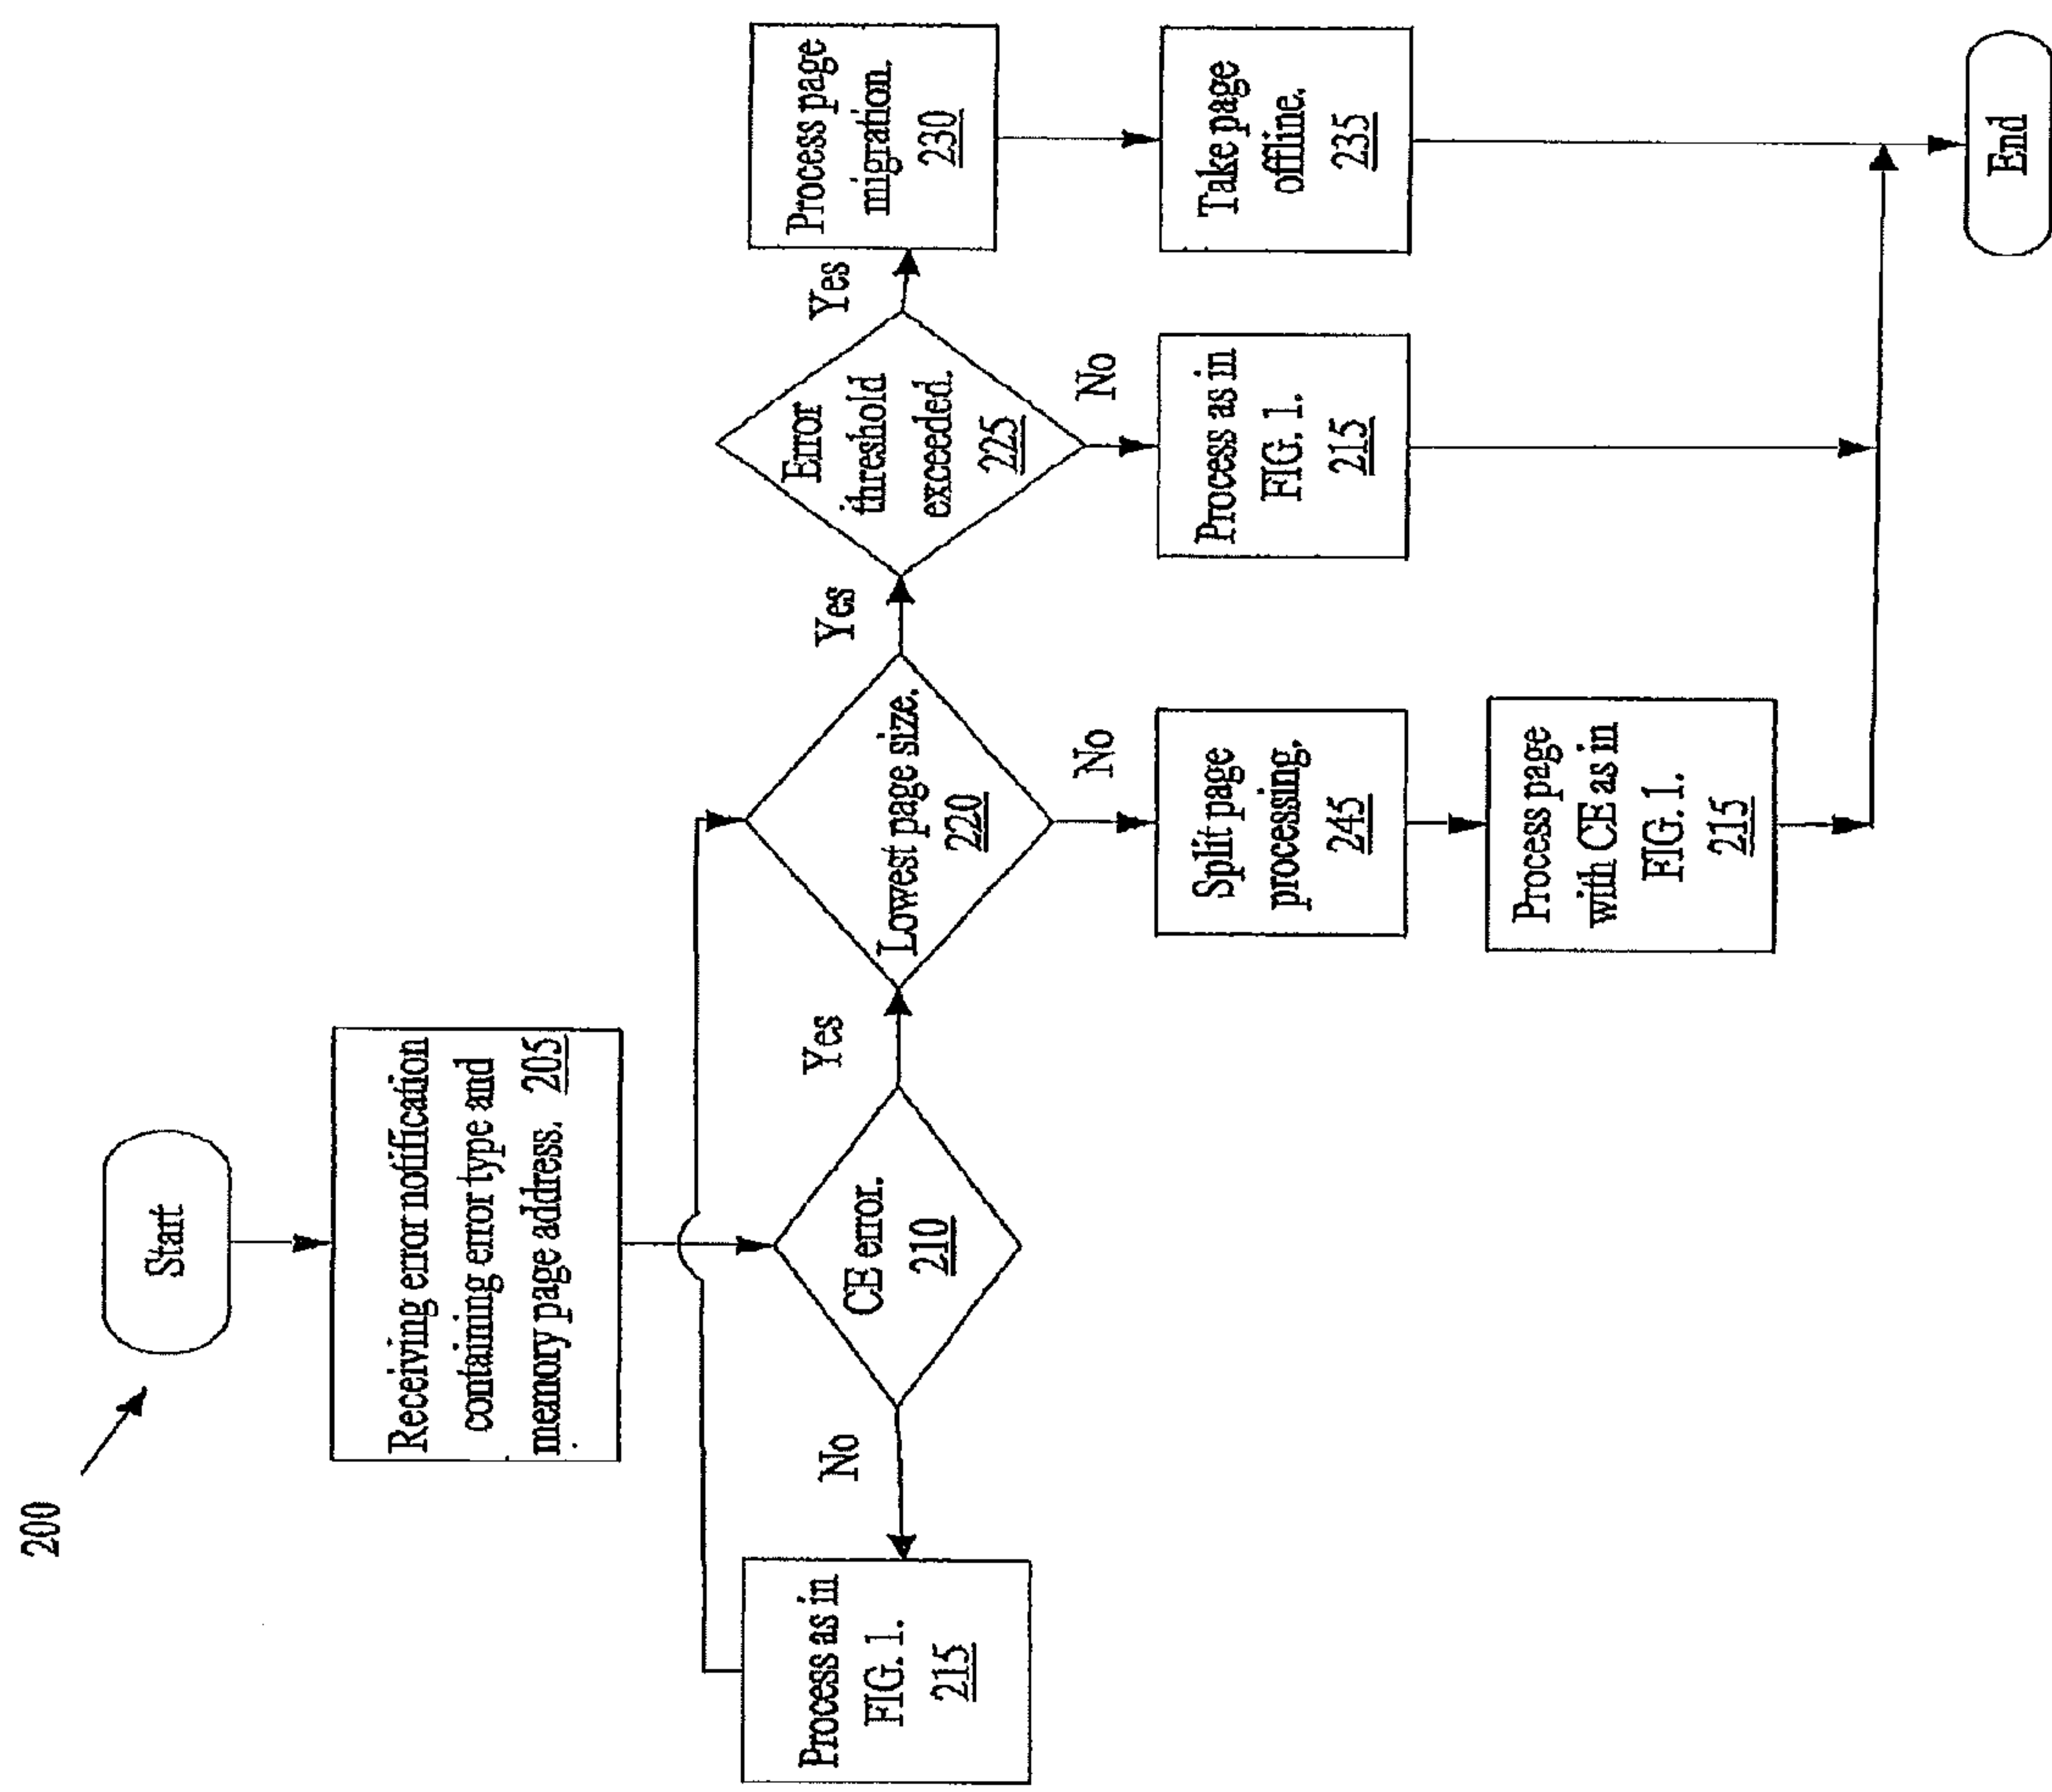 200
Start
Receiving error notification
containing error type and
memory page address. 205
CE error.
210
No
Yes
Process as in
FIG. 1.
215
Lowest page size.
220
Yes
No
Error
threshold
exceeded.
225
Yes
No
Process page
migration.
230
Split page
processing.
245
Process as in
FIG. 1.
215
Take page
offline.
235
Process page
with CE as in
FIG. 1.
215
End